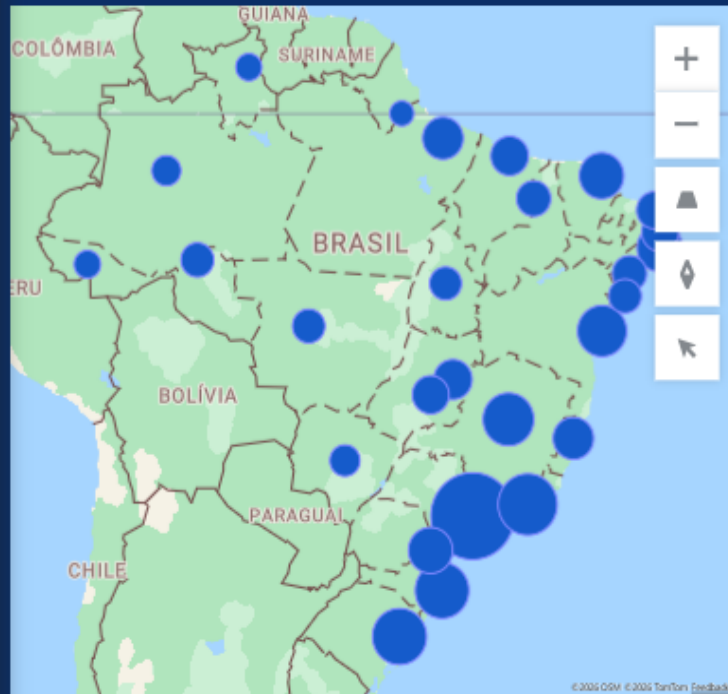 GUIANA
COLÔMBIA
SURINAME
BRASIL
ERU
BOLÍVIA
PARAGUAI
CHILE
©2026 OSM ©2026 TomTom Feedback